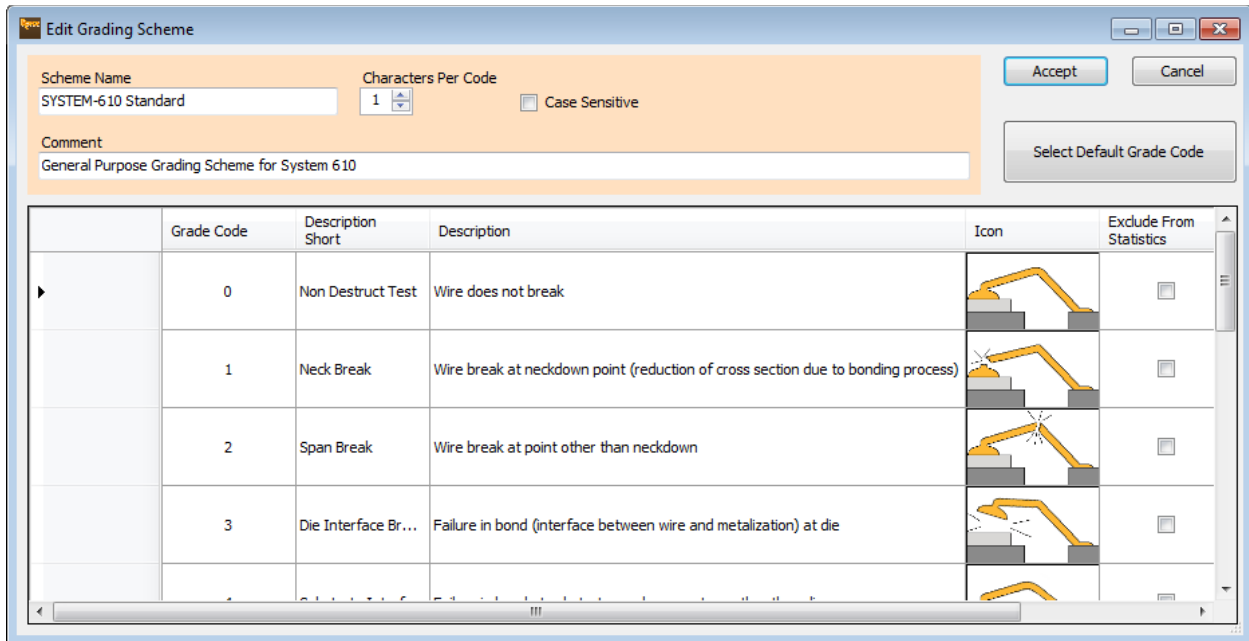 Edit Grading Scheme
Scheme Name
Characters Per Code
Accept
Cancel
SYSTEM-610 Standard
1
Case Sensitive
Comment
General Purpose Grading Scheme for System 610
Select Default Grade Code
Grade Code
Description Short
Description
Icon
Exclude From Statistics
0
Non Destruct Test
Wire does not break
1
Neck Break
Wire break at neckdown point (reduction of cross section due to bonding process)
2
Span Break
Wire break at point other than neckdown
3
Die Interface Br...
Failure in bond (interface between wire and metalization) at die